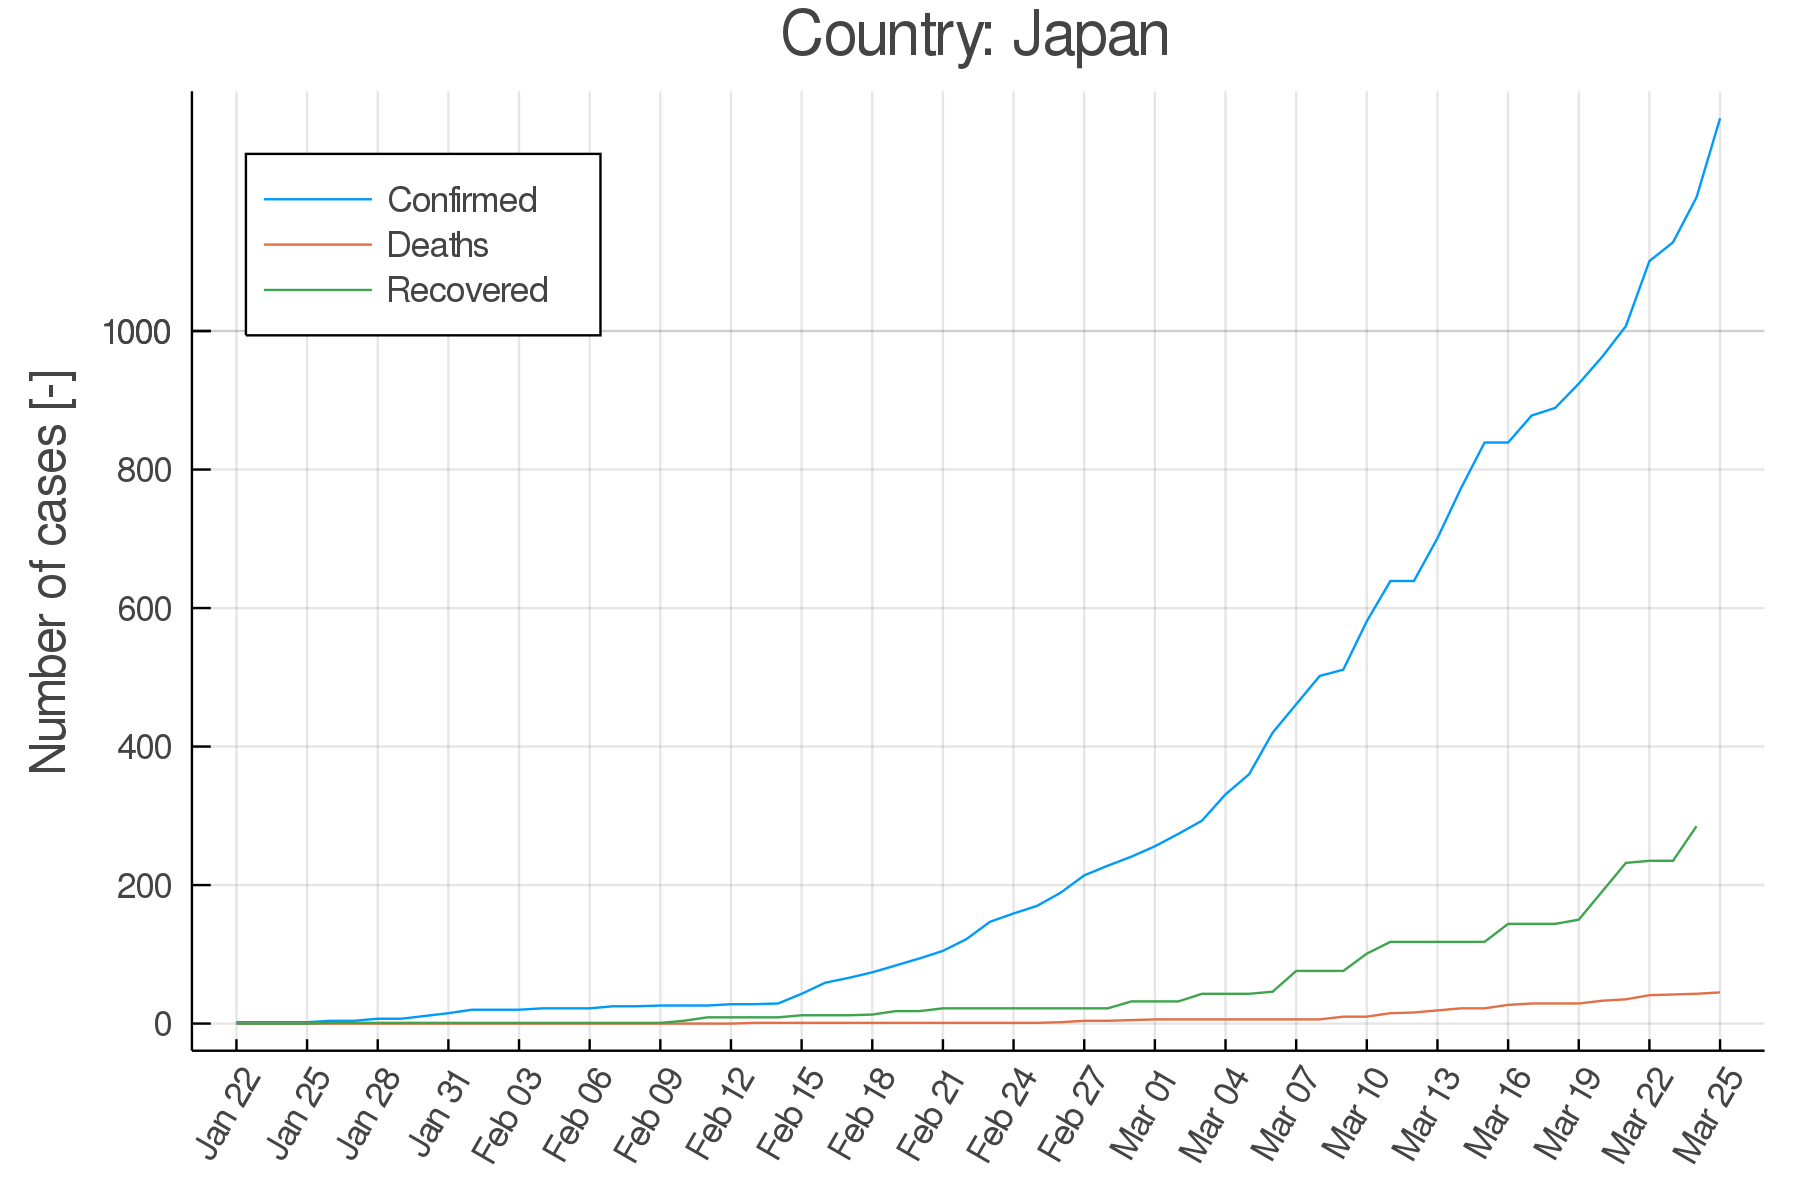 Country: Japan
Confirmed
Deaths
Recovered
Number of cases [-]
1000
800
600
400
200
0
Jan 22
Jan 25
Jan 28
Jan 31
Feb 03
Feb 06
Feb 09
Feb 12
Feb 15
Feb 18
Feb 21
Feb 24
Feb 27
Mar 01
Mar 04
Mar 07
Mar 10
Mar 13
Mar 16
Mar 19
Mar 22
Mar 25